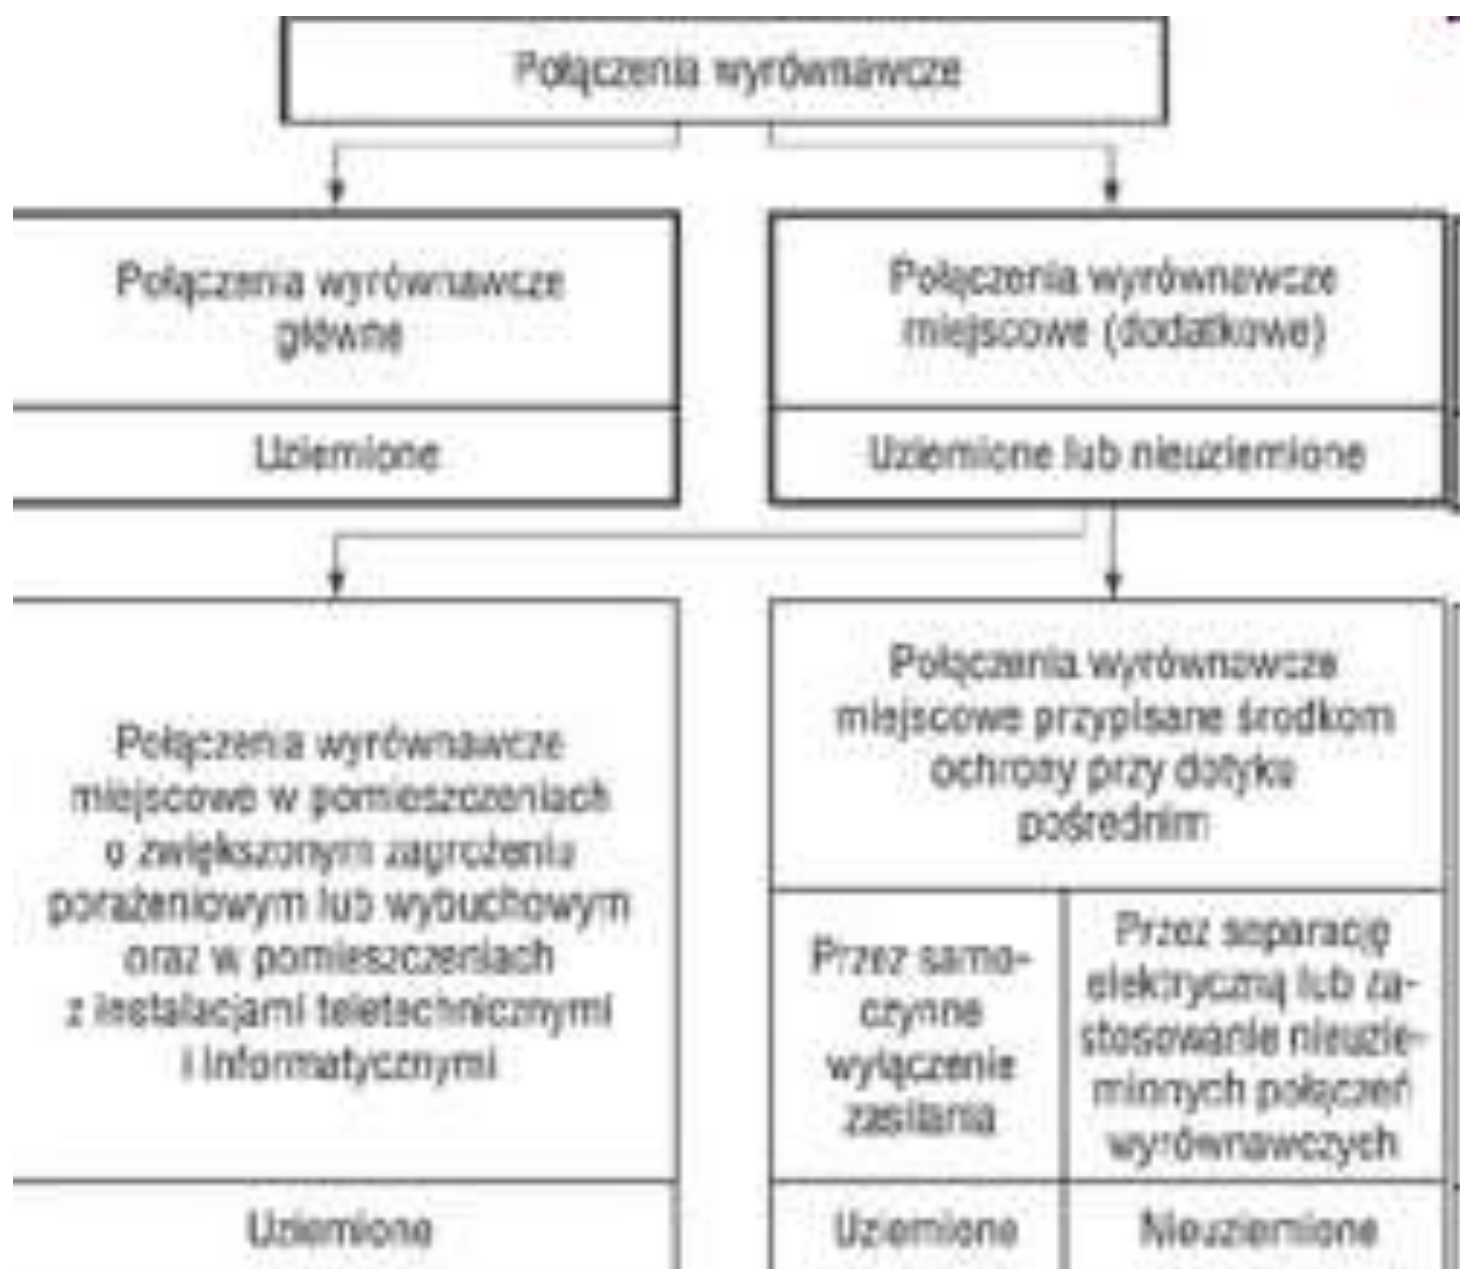 Połączenia wyrównawcze
Połączenia wyrównawcze
główne
Uziemione
Połączenia wyrównawcze
miejscowe (dodatkowe)
Uziemione lub nieuziemione
Połączenia wyrównawcze
miejscowe w pomieszczeniach
o zwiększonym zagrożeniu
porażeniowym lub wybuchowym
oraz w pomieszczeniach
z instalacjami teletechnicznymi
i informatycznymi
Uziemione
Połączenia wyrównawcze
miejscowe przypisane środkom
ochrony przy dotyku
pośrednim
Przez samo-
czynne
wyłączenie
zasilania
Uziemione
Przez separację
elektryczną lub za-
stosowanie nieuzie-
mionych połączeń
wyrównawczych
Nieuziemione